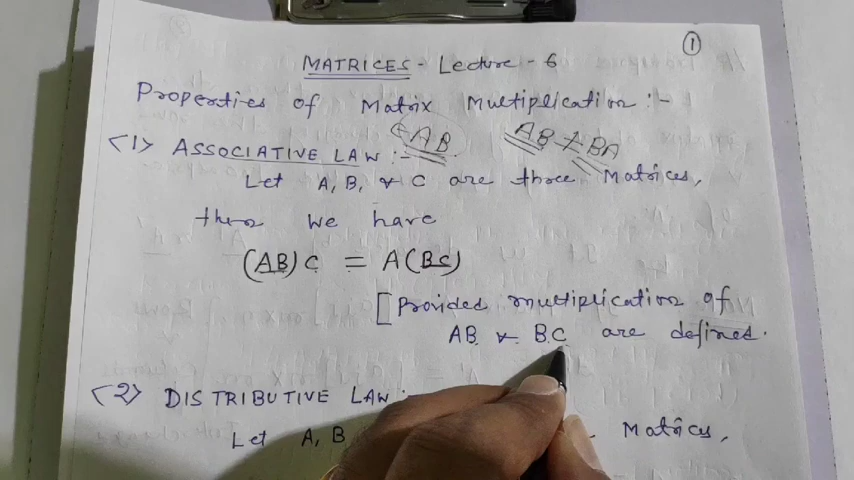 ①
MATRICES - Lecture - 6
Properties of Matrix Multiplication :-
AB AB ≠ BA
<1> ASSOCIATIVE LAW :-
Let A, B, & C are three Matrices,
then we have
(AB)C = A(BC)
[Provided multiplication of
AB & BC are defined.
<2> DISTRIBUTIVE LAW :
Let A, B Matrices,